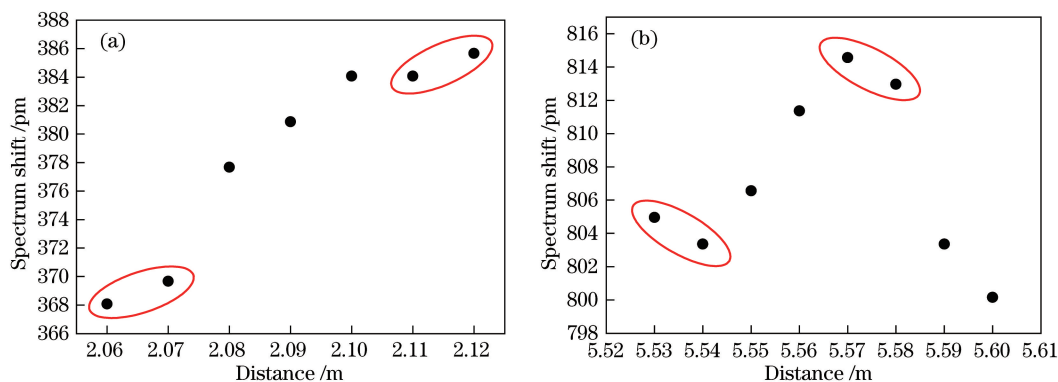 (a)
388
386
384
382
380
378
376
374
372
370
368
366
2.06 2.07 2.08 2.09 2.10 2.11 2.12
Distance /m
Spectrum shift /pm
(b)
816
814
812
810
808
806
804
802
800
798
5.52 5.53 5.54 5.55 5.56 5.57 5.58 5.59 5.60 5.61
Distance /m
Spectrum shift /pm